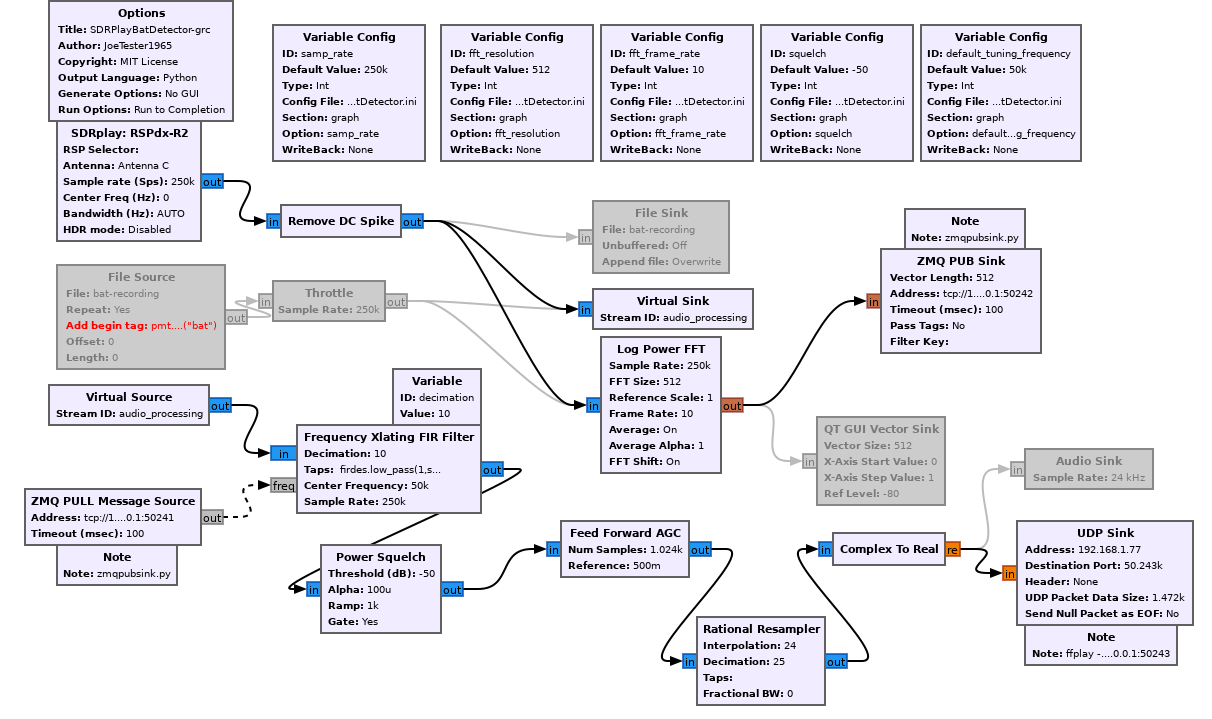 Options
Title: SDRPlayBatDetector-grc
Author: JoeTester1965
Copyright: MIT License
Output Language: Python
Generate Options: No GUI
Run Options: Run to Completion
Variable Config
ID: samp_rate
Default Value: 250k
Type: Int
Config File: ...tDetector.ini
Section: graph
Option: samp_rate
WriteBack: None
Variable Config
ID: fft_resolution
Default Value: 512
Type: Int
Config File: ...tDetector.ini
Section: graph
Option: fft_resolution
WriteBack: None
Variable Config
ID: fft_frame_rate
Default Value: 10
Type: Int
Config File: ...tDetector.ini
Section: graph
Option: fft_frame_rate
WriteBack: None
Variable Config
ID: squelch
Default Value: -50
Type: Int
Config File: ...tDetector.ini
Section: graph
Option: squelch
WriteBack: None
Variable Config
ID: default_tuning_frequency
Default Value: 50k
Type: Int
Config File: ...tDetector.ini
Section: graph
Option: default...g_frequency
WriteBack: None
SDRplay: RSPdx-R2
RSP Selector:
Antenna: Antenna C
Sample rate (Sps): 250k
Center Freq (Hz): 0
Bandwidth (Hz): AUTO
HDR mode: Disabled
out
in
Remove DC Spike
out
in
File Sink
File: bat-recording
Unbuffered: Off
Append file: Overwrite
Note
Note: zmqpubsink.py
in
ZMQ PUB Sink
Vector Length: 512
Address: tcp://1....0.1:50242
Timeout (msec): 100
Pass Tags: No
Filter Key:
File Source
File: bat-recording
Repeat: Yes
Add begin tag: pmt....("bat")
Offset: 0
Length: 0
out
in
Throttle
Sample Rate: 250k
out
in
Virtual Sink
Stream ID: audio_processing
in
Log Power FFT
Sample Rate: 250k
FFT Size: 512
Reference Scale: 1
Frame Rate: 10
Average: On
Average Alpha: 1
FFT Shift: On
out
Virtual Source
Stream ID: audio_processing
out
Variable
ID: decimation
Value: 10
in
freq
Frequency Xlating FIR Filter
Decimation: 10
Taps: firdes.low_pass(1,s...
Center Frequency: 50k
Sample Rate: 250k
out
in
QT GUI Vector Sink
Vector Size: 512
X-Axis Start Value: 0
X-Axis Step Value: 1
Ref Level: -80
in
Audio Sink
Sample Rate: 24 kHz
ZMQ PULL Message Source
Address: tcp://1....0.1:50241
Timeout (msec): 100
out
Note
Note: zmqpubsink.py
in
Power Squelch
Threshold (dB): -50
Alpha: 100u
Ramp: 1k
Gate: Yes
out
in
Feed Forward AGC
Num Samples: 1.024k
Reference: 500m
out
in
Complex To Real
re
in
UDP Sink
Address: 192.168.1.77
Destination Port: 50.243k
Header: None
UDP Packet Data Size: 1.472k
Send Null Packet as EOF: No
Note
Note: ffplay -....0.0.1:50243
in
Rational Resampler
Interpolation: 24
Decimation: 25
Taps:
Fractional BW: 0
out